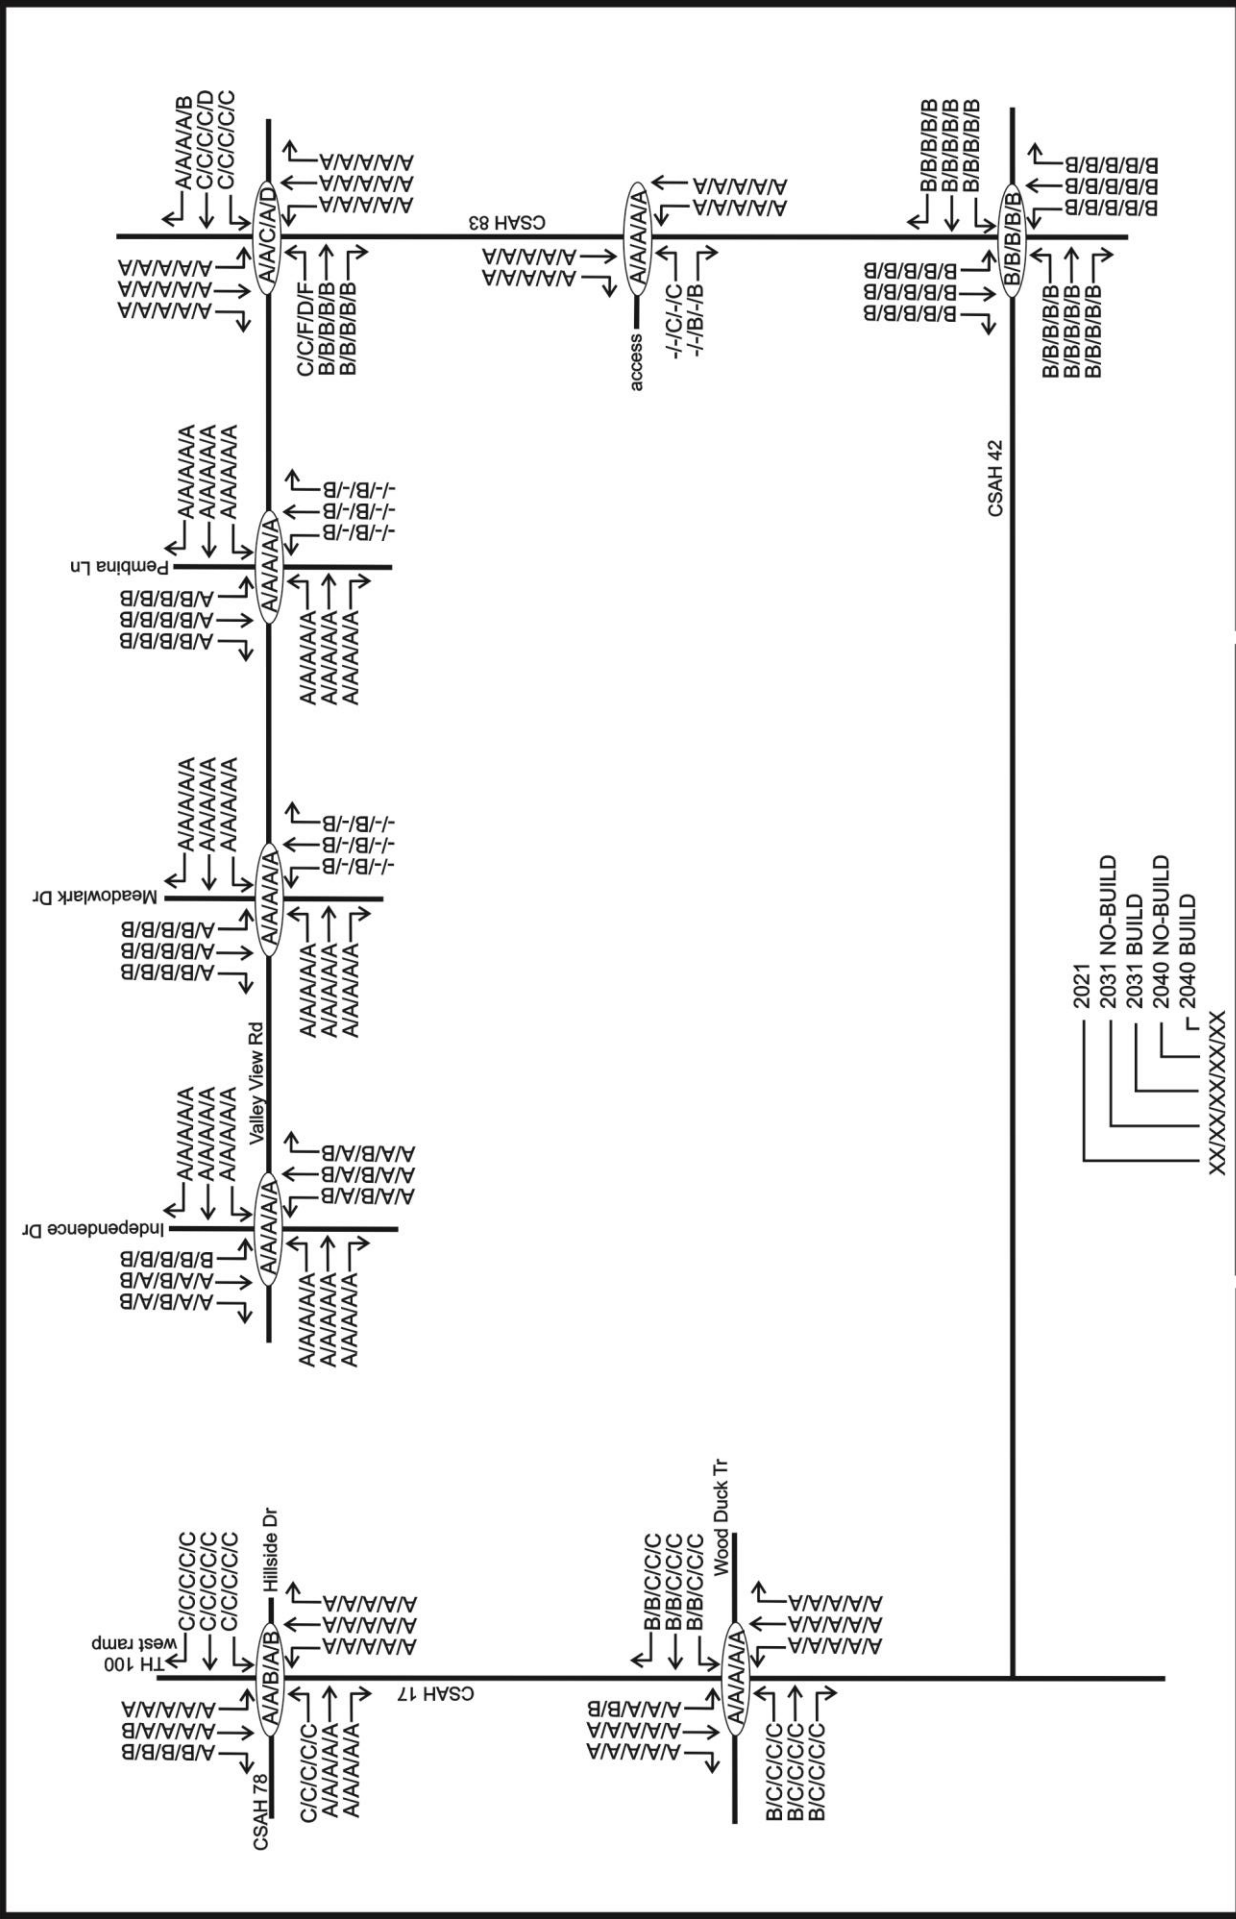 TH 100
west ramp
A/B/B/B/B
A/A/A/A/B
A/A/A/A/A
C/C/C/C/C
C/C/C/C/C
C/C/C/C/C
CSAH 78
A/A/B/A/B
Hillside Dr
C/C/C/C/C
A/A/A/A/A
A/A/A/A/A
A/A/A/A/A
A/A/A/A/A
A/A/A/A/A
CSAH 17
Independence Dr
A/A/B/A/B
A/A/B/A/B
B/B/B/B/B
A/A/A/A/A
A/A/A/A/A
A/A/A/A/A
A/A/A/A/A
Valley View Rd
A/A/A/A/A
A/A/A/A/A
A/A/A/A/A
A/A/B/A/B
A/A/B/A/B
A/A/B/A/B
Meadowlark Dr
A/B/B/B/B
A/B/B/B/B
A/B/B/B/B
A/A/A/A/A
A/A/A/A/A
A/A/A/A/A
A/A/A/A/A
A/A/A/A/A
A/A/A/A/A
A/A/A/A/A
-/-/B/-/B
-/-/B/-/B
-/-/B/-/B
Pembina Ln
A/B/B/B/B
A/B/B/B/B
A/B/B/B/B
A/A/A/A/A
A/A/A/A/A
A/A/A/A/A
A/A/A/A/A
A/A/A/A/A
A/A/A/A/A
A/A/A/A/A
-/-/B/-/B
-/-/B/-/B
-/-/B/-/B
A/A/A/A/A
A/A/A/A/A
A/A/A/A/A
A/A/A/A/B
C/C/C/C/D
C/C/C/C/C
A/A/C/A/D
C/C/F/D/F
B/B/B/B/B
B/B/B/B/B
A/A/A/A/A
A/A/A/A/A
A/A/A/A/A
CSAH 83
A/A/A/A/A
A/A/A/A/A
access
A/A/A/A/A
-/-/C/-/C
-/-/B/-/B
A/A/A/A/A
A/A/A/A/A
A/A/A/A/A
A/A/A/A/A
A/A/A/B/B
B/B/C/C/C
B/B/C/C/C
B/B/C/C/C
A/A/A/A/A
Wood Duck Tr
B/C/C/C/C
B/C/C/C/C
B/C/C/C/C
A/A/A/A/A
A/A/A/A/A
A/A/A/A/A
CSAH 42
B/B/B/B/B
B/B/B/B/B
B/B/B/B/B
B/B/B/B/B
B/B/B/B/B
B/B/B/B/B
B/B/B/B/B
B/B/B/B/B
B/B/B/B/B
B/B/B/B/B
B/B/B/B/B
B/B/B/B/B
B/B/B/B/B
2021
2031 NO-BUILD
2031 BUILD
2040 NO-BUILD
2040 BUILD
XX/XX/XX/XX/XX